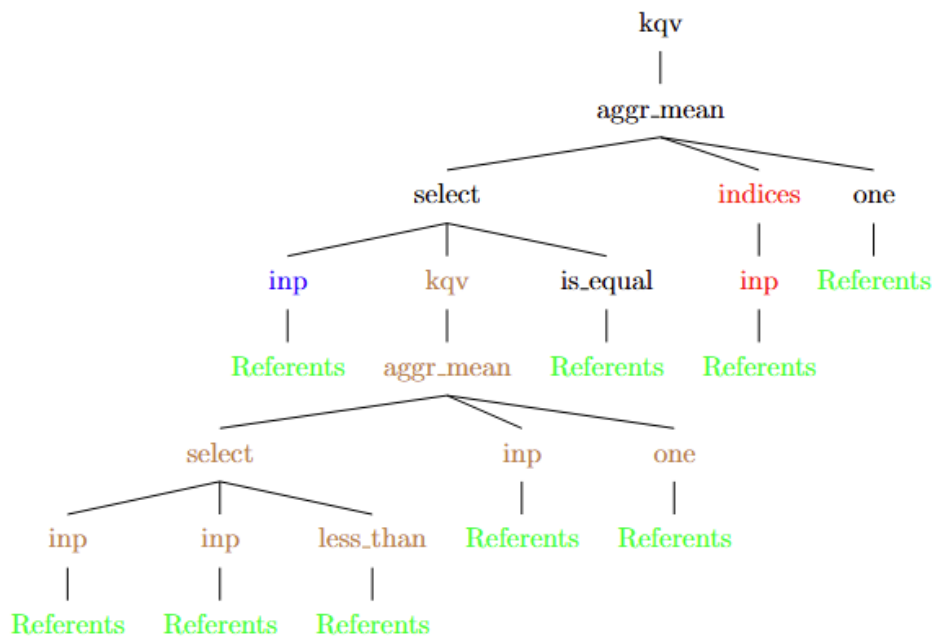 kqv
aggr_mean
select indices one
inp kqv is_equal inp Referents
Referents aggr_mean Referents Referents
select inp one
inp inp less_than Referents Referents
Referents Referents Referents